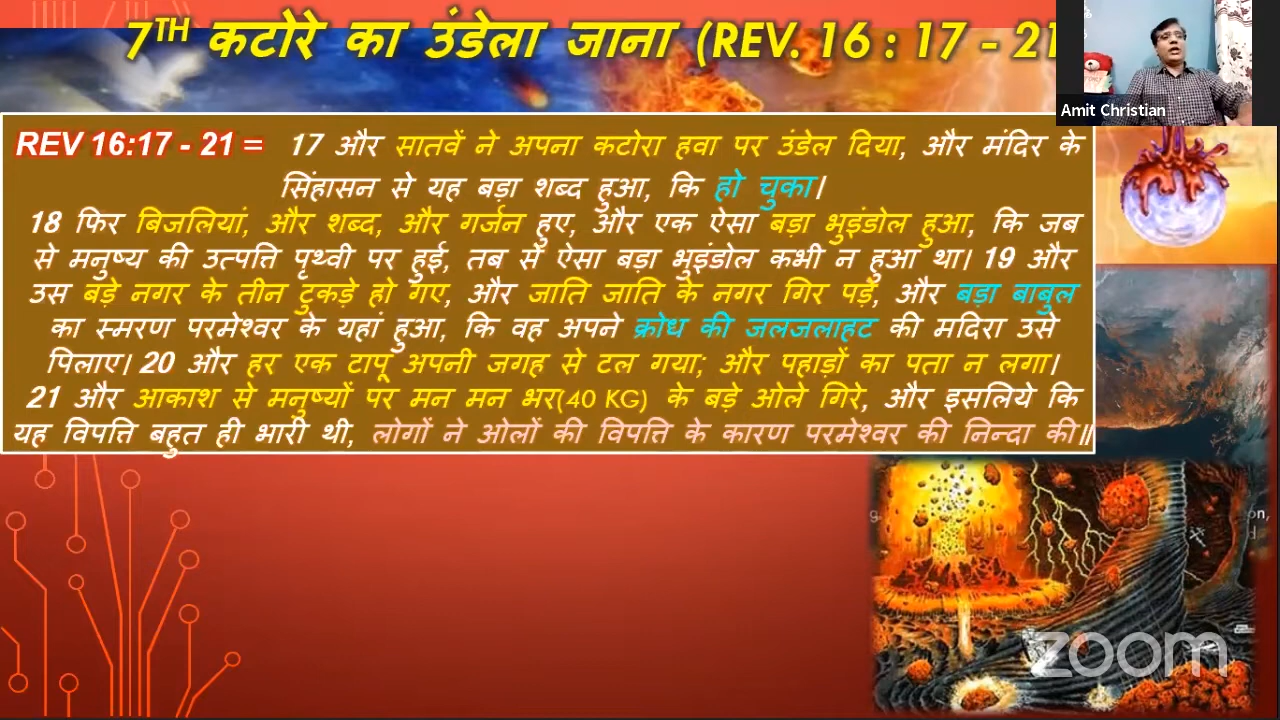 7TH कटोरे का उंडेला जाना (REV. 16 : 17 - 21
Amit Christian
REV 16:17 - 21 = 17 और सातवें ने अपना कटोरा हवा पर उंडेल दिया, और मंदिर के
सिंहासन से यह बड़ा शब्द हुआ, कि हो चुका।
18 फिर बिजलियां, और शब्द, और गर्जन हुए, और एक ऐसा बड़ा भुइंडोल हुआ, कि जब
से मनुष्य की उत्पत्ति पृथ्वी पर हुई, तब से ऐसा बड़ा भुइंडोल कभी न हुआ था। 19 और
उस बड़े नगर के तीन टुकड़े हो गए, और जाति जाति के नगर गिर पड़े, और बड़ा बाबुल
का स्मरण परमेश्वर के यहां हुआ, कि वह अपने क्रोध की जलजलाहट की मदिरा उसे
पिलाए। 20 और हर एक टापू अपनी जगह से टल गया; और पहाड़ों का पता न लगा।
21 और आकाश से मनुष्यों पर मन मन भर(40 KG) के बड़े ओले गिरे, और इसलिये कि
यह विपत्ति बहुत ही भारी थी, लोगों ने ओलों की विपत्ति के कारण परमेश्वर की निन्दा की॥
zoom